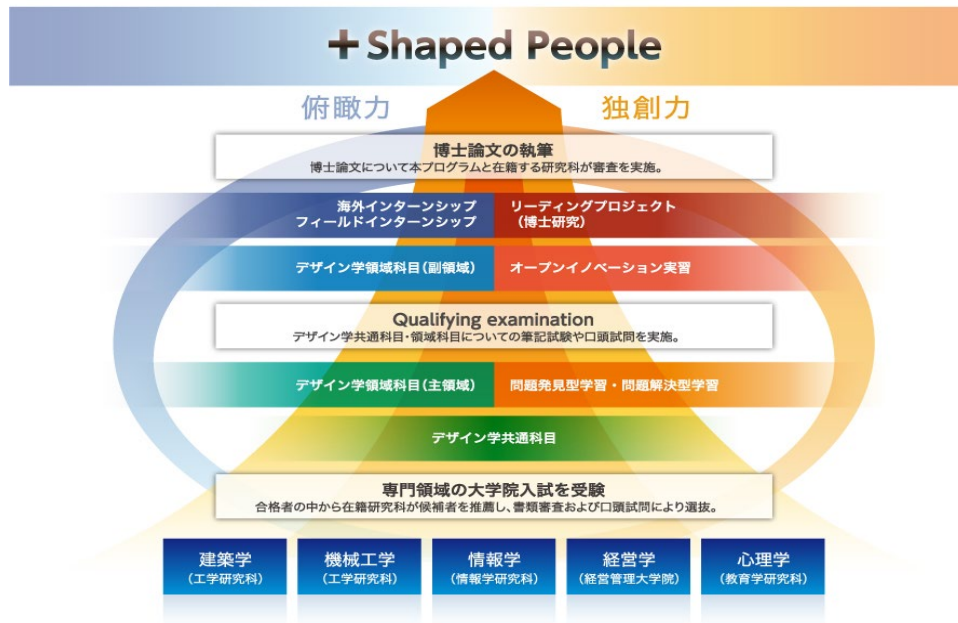 +Shaped People
俯瞰力
独創力
博士論文の執筆
博士論文について本プログラムと在籍する研究科が審査を実施。
海外インターンシップ
フィールドインターンシップ
リーディングプロジェクト
（博士研究）
デザイン学領域科目（副領域）
オープンイノベーション実習
Qualifying examination
デザイン学共通科目・領域科目についての筆記試験や口頭試問を実施。
デザイン学領域科目（主領域）
問題発見型学習・問題解決型学習
デザイン学共通科目
専門領域の大学院入試を受験
合格者の中から在籍研究科が候補者を推薦し、書類審査および口頭試問により選抜。
建築学
（工学研究科）
機械工学
（工学研究科）
情報学
（情報学研究科）
経営学
（経営管理大学院）
心理学
（教育学研究科）